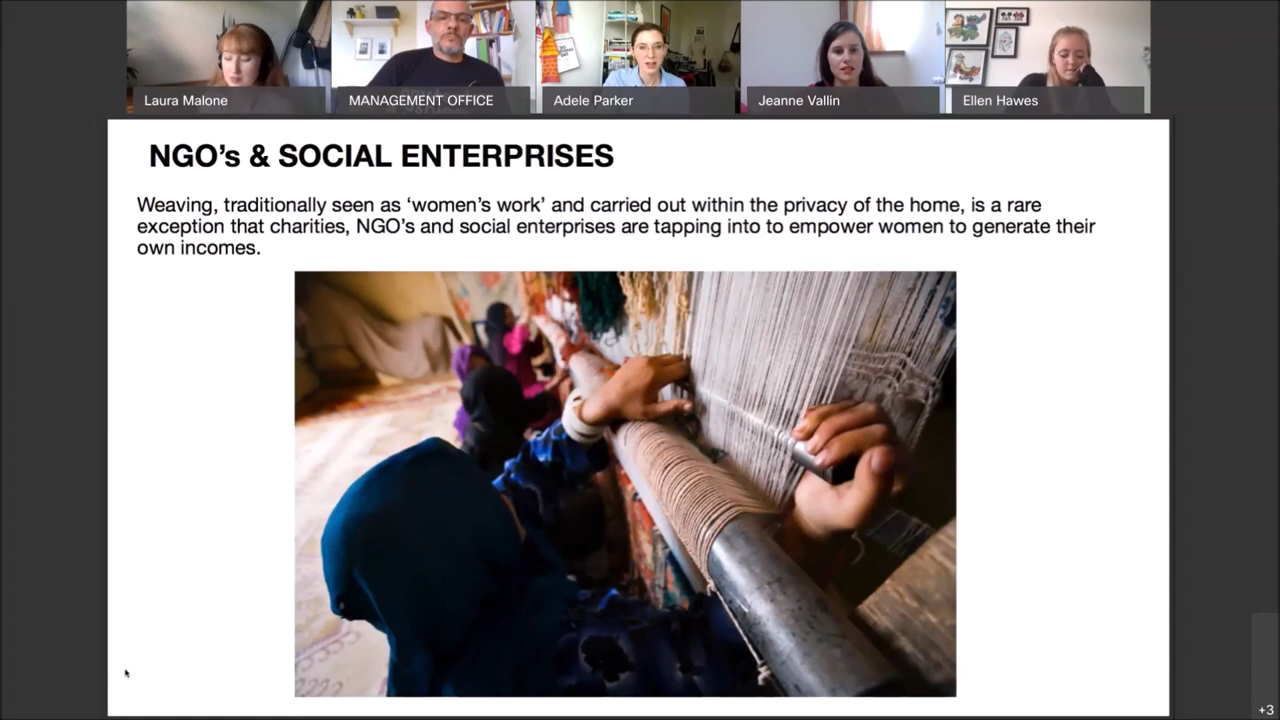 Laura Malone
MANAGEMENT OFFICE
Adele Parker
Jeanne Vallin
Ellen Hawes
NGO’s & SOCIAL ENTERPRISES
Weaving, traditionally seen as ‘women’s work’ and carried out within the privacy of the home, is a rare
exception that charities, NGO’s and social enterprises are tapping into to empower women to generate their
own incomes.
+3